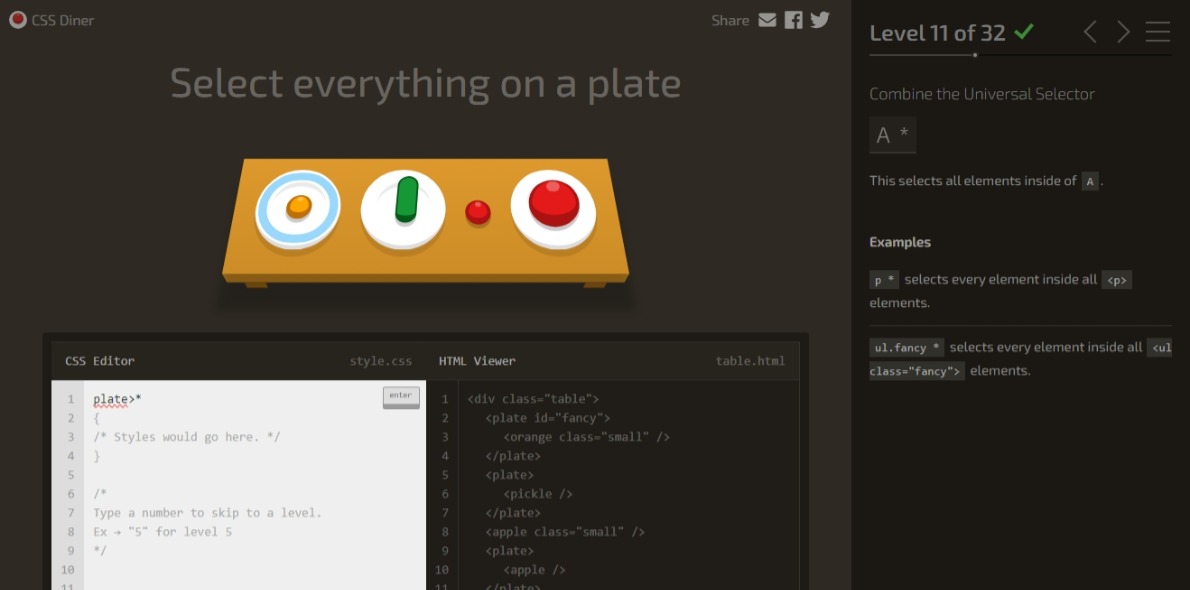 CSS Diner
Share
Select everything on a plate
CSS Editor
style.css
1 plate>*
enter
2 {
3 /* Styles would go here. */
4 }
5
6 /*
7 Type a number to skip to a level.
8 Ex → "5" for level 5
9 */
10
11
HTML Viewer
table.html
1 <div class="table">
2 <plate id="fancy">
3 <orange class="small" />
4 </plate>
5 <plate>
6 <pickle />
7 </plate>
8 <apple class="small" />
9 <plate>
10 <apple />
11 </plate>
Level 11 of 32
Combine the Universal Selector
A *
This selects all elements inside of A .
Examples
p * selects every element inside all <p>
elements.
ul.fancy * selects every element inside all <ul
class="fancy"> elements.